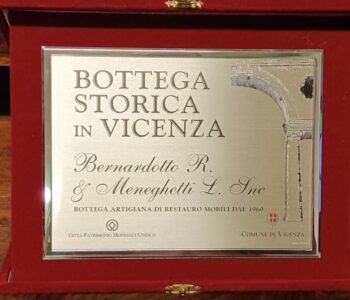 BOTTEGA
STORICA
IN VICENZA
Bernardotto R.
& Meneghetti L. Snc
BOTTEGA ARTIGIANA DI RESTAURO MOBILI DAL 1960
CITTÀ PATRIMONIO MONDIALE UNESCO
COMUNE DI VICENZA